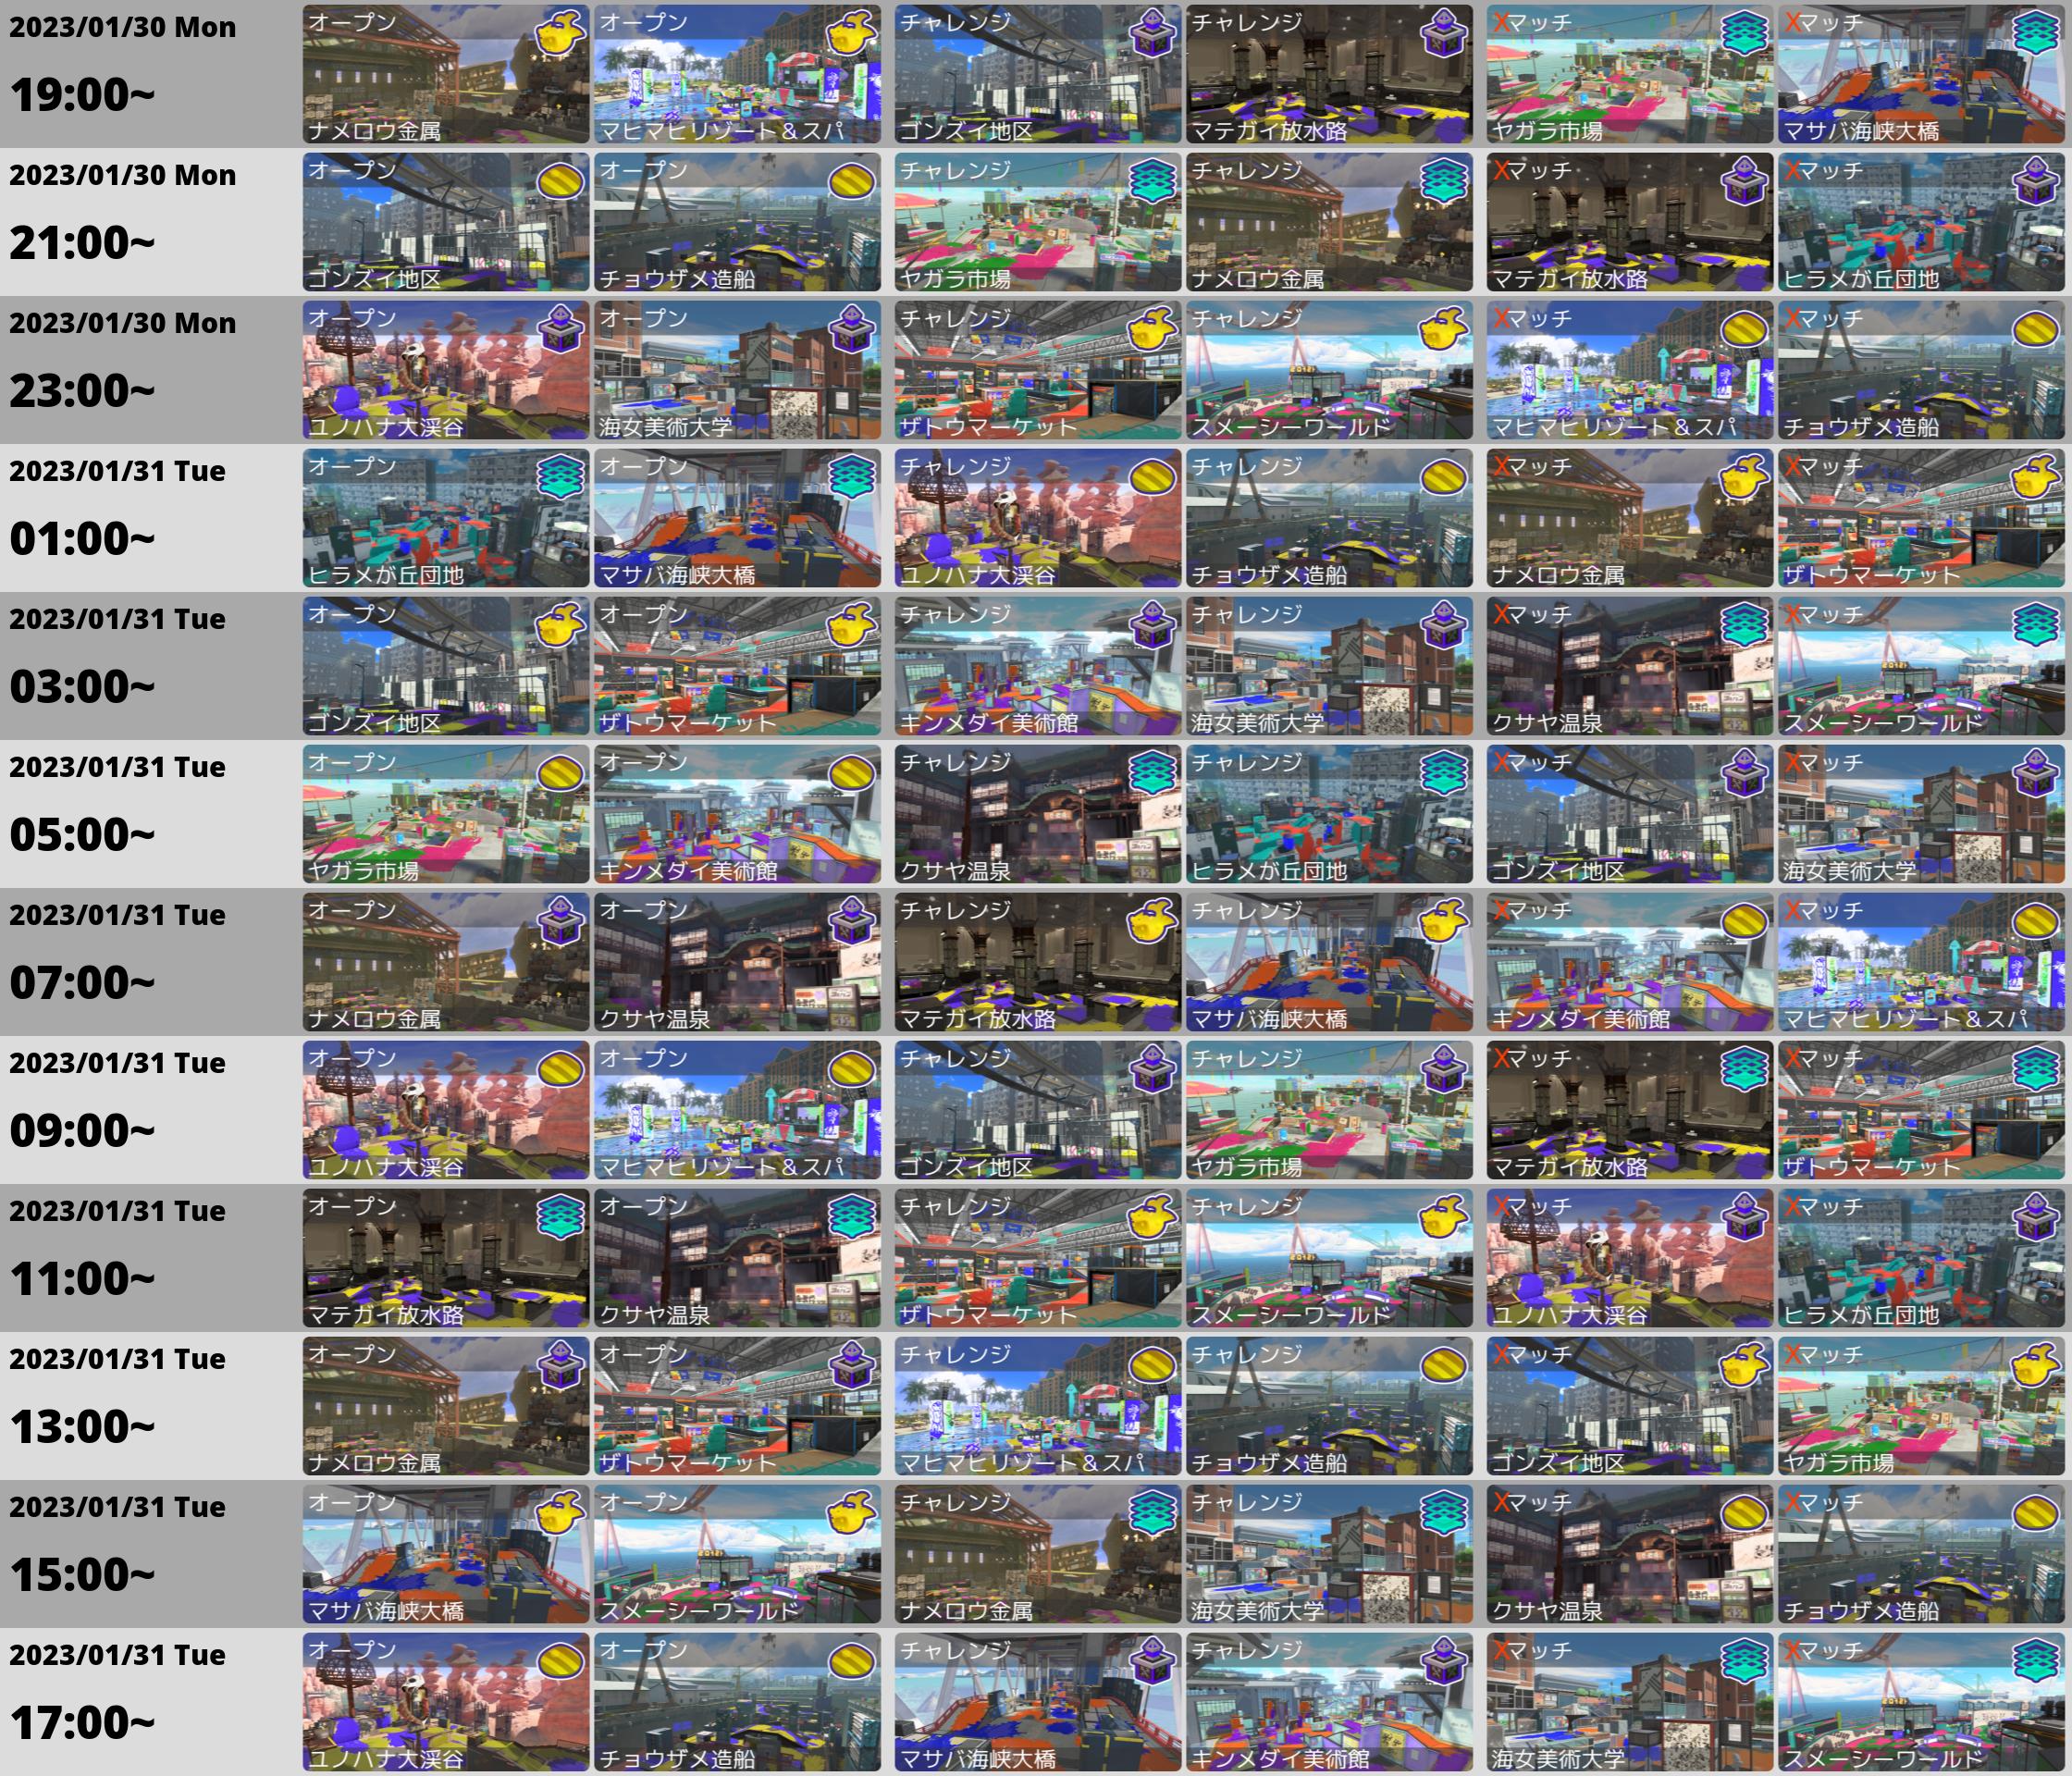 2023/01/30 Mon
19:00~
オープン オープン チャレンジ チャレンジ Xマッチ Xマッチ
ナメロウ金属 マヒマヒリゾート＆スパ ゴンズイ地区 マテガイ放水路 ヤガラ市場 マサバ海峡大橋
2023/01/30 Mon
21:00~
オープン オープン チャレンジ チャレンジ Xマッチ Xマッチ
ゴンズイ地区 チョウザメ造船 ヤガラ市場 ナメロウ金属 マテガイ放水路 ヒラメが丘団地
2023/01/30 Mon
23:00~
オープン オープン チャレンジ チャレンジ Xマッチ Xマッチ
ユノハナ大渓谷 海女美術大学 ザトウマーケット スメーシーワールド マヒマヒリゾート＆スパ チョウザメ造船
2023/01/31 Tue
01:00~
オープン オープン チャレンジ チャレンジ Xマッチ Xマッチ
ヒラメが丘団地 マサバ海峡大橋 ユノハナ大渓谷 チョウザメ造船 ナメロウ金属 ザトウマーケット
2023/01/31 Tue
03:00~
オープン オープン チャレンジ チャレンジ Xマッチ Xマッチ
ゴンズイ地区 ザトウマーケット キンメダイ美術館 海女美術大学 クサヤ温泉 スメーシーワールド
2023/01/31 Tue
05:00~
オープン オープン チャレンジ チャレンジ Xマッチ Xマッチ
ヤガラ市場 キンメダイ美術館 クサヤ温泉 ヒラメが丘団地 ゴンズイ地区 海女美術大学
2023/01/31 Tue
07:00~
オープン オープン チャレンジ チャレンジ Xマッチ Xマッチ
ナメロウ金属 クサヤ温泉 マテガイ放水路 マサバ海峡大橋 キンメダイ美術館 マヒマヒリゾート＆スパ
2023/01/31 Tue
09:00~
オープン オープン チャレンジ チャレンジ Xマッチ Xマッチ
ユノハナ大渓谷 マヒマヒリゾート＆スパ ゴンズイ地区 ヤガラ市場 マテガイ放水路 ザトウマーケット
2023/01/31 Tue
11:00~
オープン オープン チャレンジ チャレンジ Xマッチ Xマッチ
マテガイ放水路 クサヤ温泉 ザトウマーケット スメーシーワールド ユノハナ大渓谷 ヒラメが丘団地
2023/01/31 Tue
13:00~
オープン オープン チャレンジ チャレンジ Xマッチ Xマッチ
ナメロウ金属 ザトウマーケット マヒマヒリゾート＆スパ チョウザメ造船 ゴンズイ地区 ヤガラ市場
2023/01/31 Tue
15:00~
オープン オープン チャレンジ チャレンジ Xマッチ Xマッチ
マサバ海峡大橋 スメーシーワールド ナメロウ金属 海女美術大学 クサヤ温泉 チョウザメ造船
2023/01/31 Tue
17:00~
オープン オープン チャレンジ チャレンジ Xマッチ Xマッチ
ユノハナ大渓谷 チョウザメ造船 マサバ海峡大橋 キンメダイ美術館 海女美術大学 スメーシーワールド